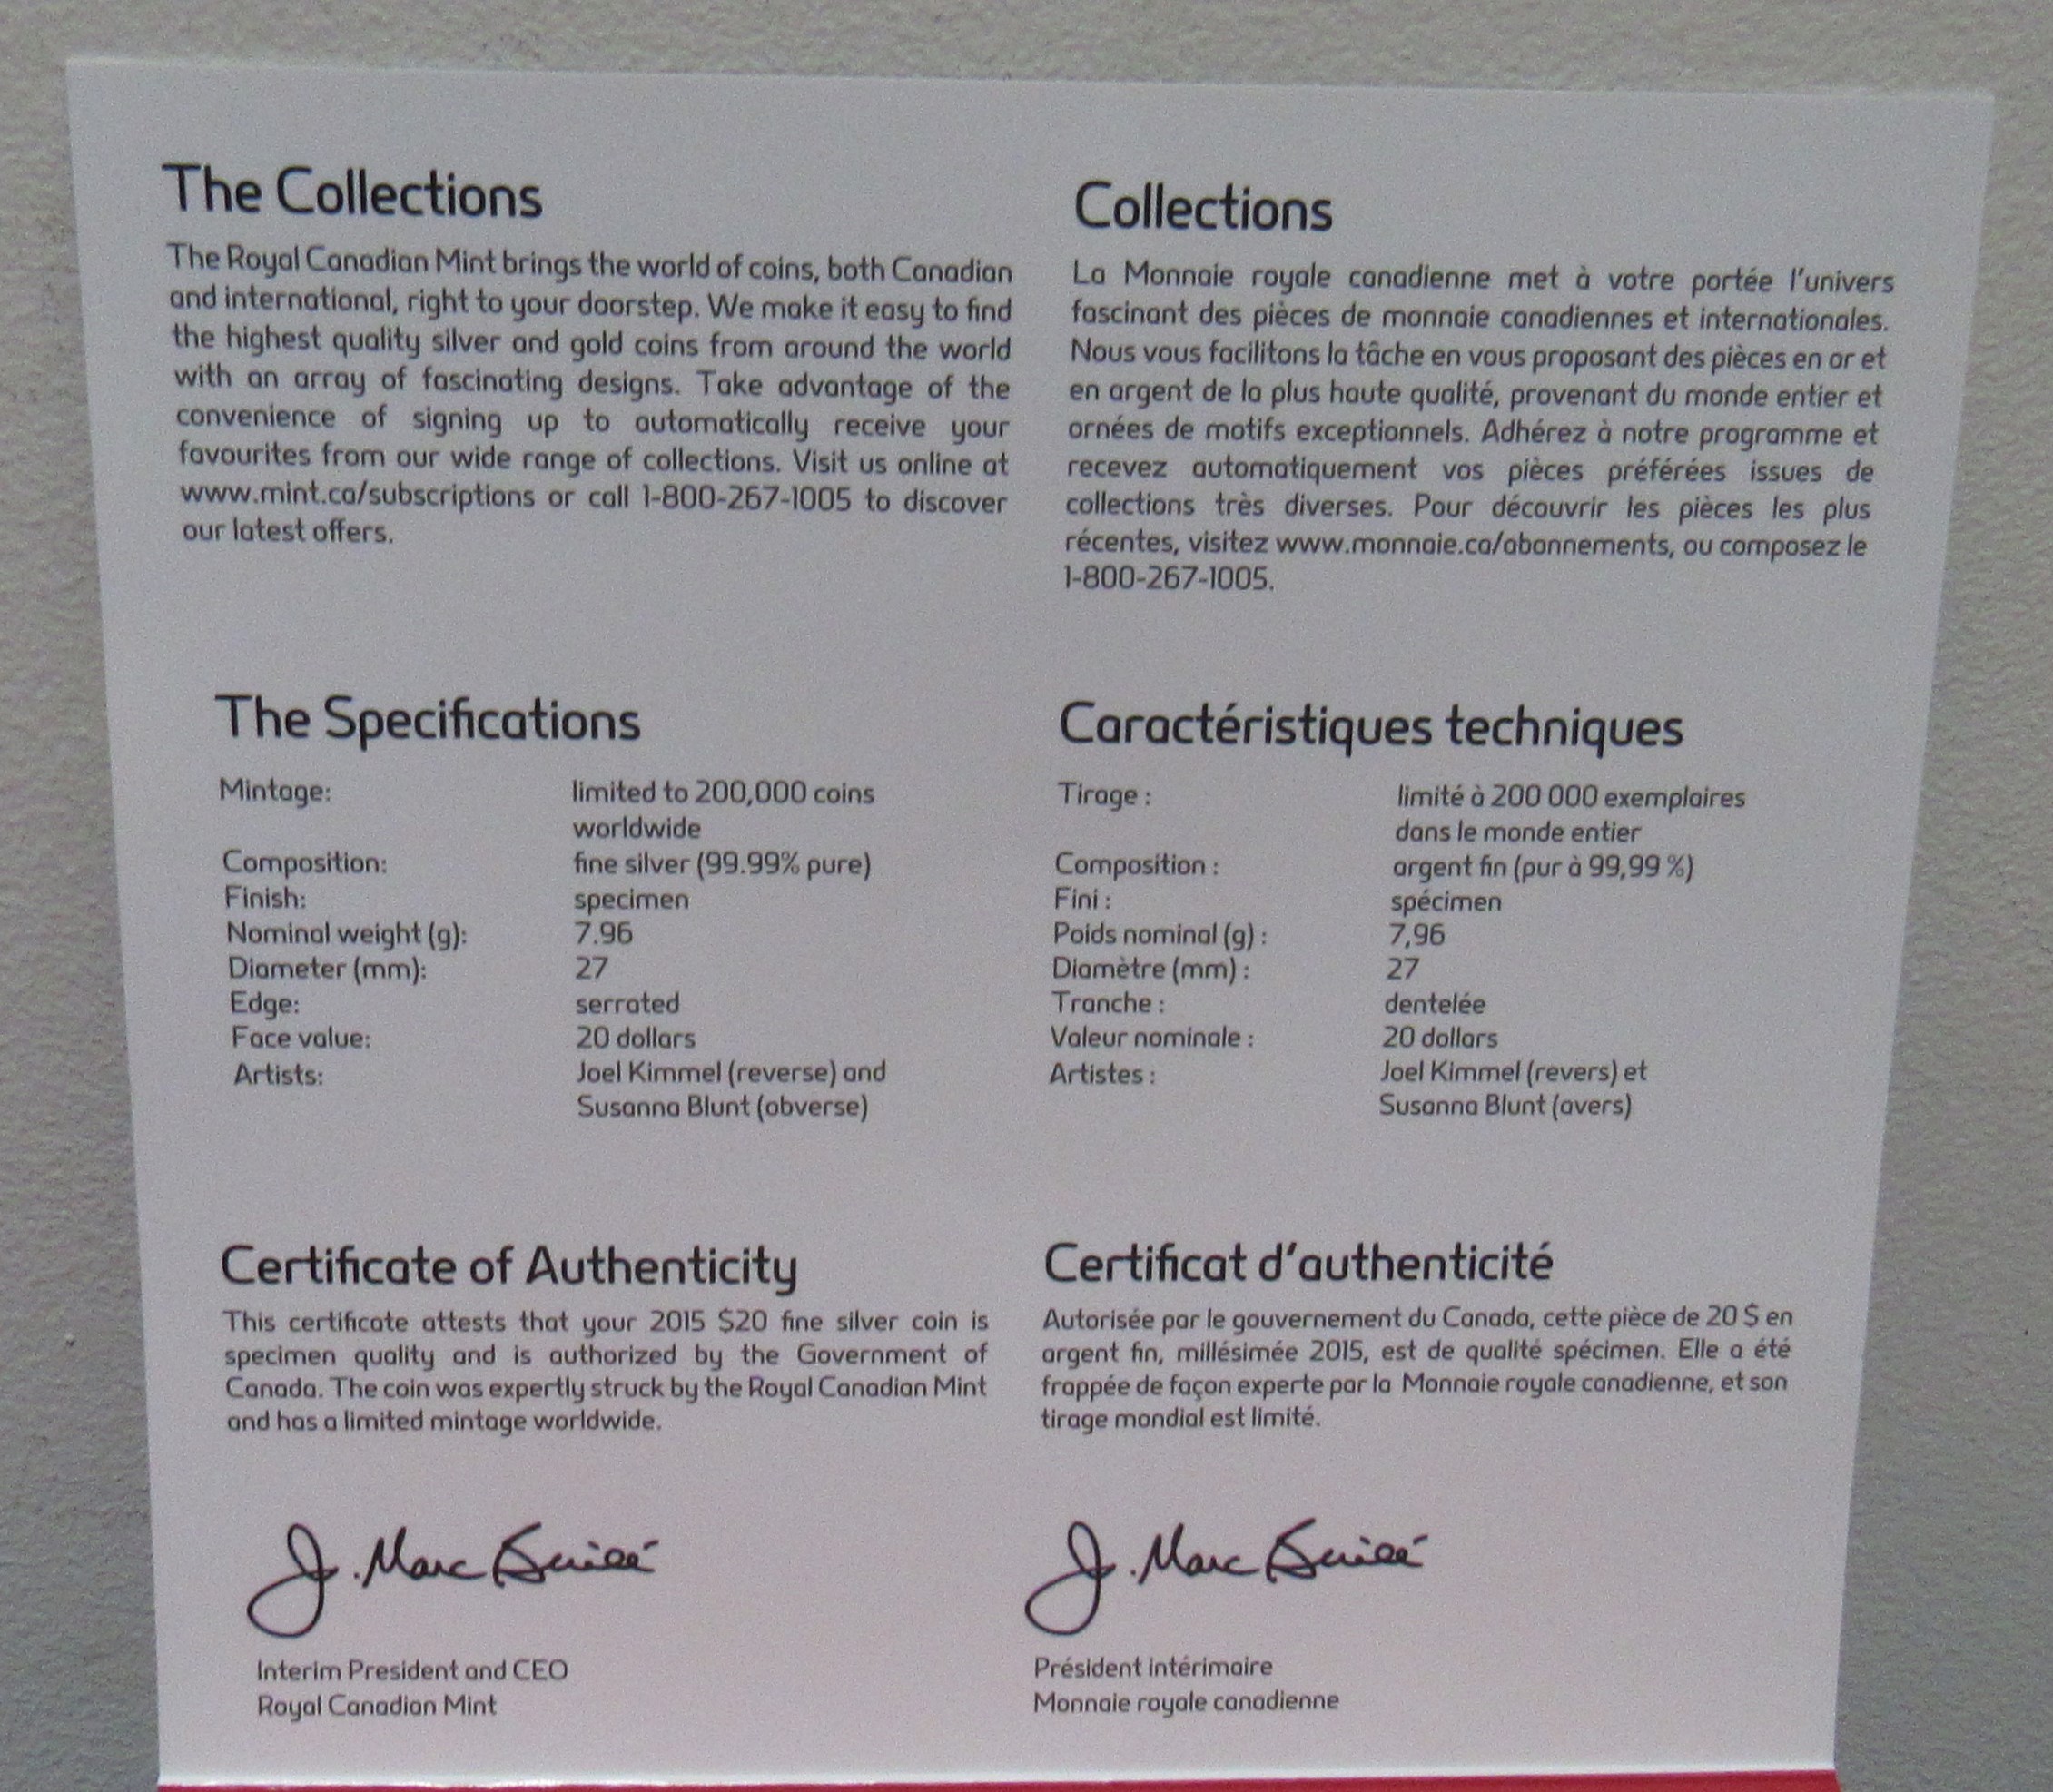 The Collections
The Royal Canadian Mint brings the world of coins, both Canadian
and international, right to your doorstep. We make it easy to find
the highest quality silver and gold coins from around the world
with an array of fascinating designs. Take advantage of the
convenience of signing up to automatically receive your
favourites from our wide range of collections. Visit us online at
www.mint.ca/subscriptions or call 1-800-267-1005 to discover
our latest offers.
Collections
La Monnaie royale canadienne met à votre portée l'univers
fascinant des pièces de monnaie canadiennes et internationales.
Nous vous facilitons la tâche en vous proposant des pièces en or et
en argent de la plus haute qualité, provenant du monde entier et
ornées de motifs exceptionnels. Adhérez à notre programme et
recevez automatiquement vos pièces préférées issues de
collections très diverses. Pour découvrir les pièces les plus
récentes, visitez www.monnaie.ca/abonnements, ou composez le
1-800-267-1005.
The Specifications
Mintage: limited to 200,000 coins
worldwide
Composition: fine silver (99.99% pure)
Finish: specimen
Nominal weight (g): 7.96
Diameter (mm): 27
Edge: serrated
Face value: 20 dollars
Artists: Joel Kimmel (reverse) and
Susanna Blunt (obverse)
Caractéristiques techniques
Tirage : limité à 200 000 exemplaires
dans le monde entier
Composition : argent fin (pur à 99,99 %)
Fini : spécimen
Poids nominal (g) : 7,96
Diamètre (mm) : 27
Tranche : dentelée
Valeur nominale : 20 dollars
Artistes : Joel Kimmel (revers) et
Susanna Blunt (avers)
Certificate of Authenticity
This certificate attests that your 2015 $20 fine silver coin is
specimen quality and is authorized by the Government of
Canada. The coin was expertly struck by the Royal Canadian Mint
and has a limited mintage worldwide.
J. Marc
Interim President and CEO
Royal Canadian Mint
Certificat d'authenticité
Autorisée par le gouvernement du Canada, cette pièce de 20 $ en
argent fin, millésimée 2015, est de qualité spécimen. Elle a été
frappée de façon experte par la Monnaie royale canadienne, et son
tirage mondial est limité.
J. Marc
Président intérimaire
Monnaie royale canadienne